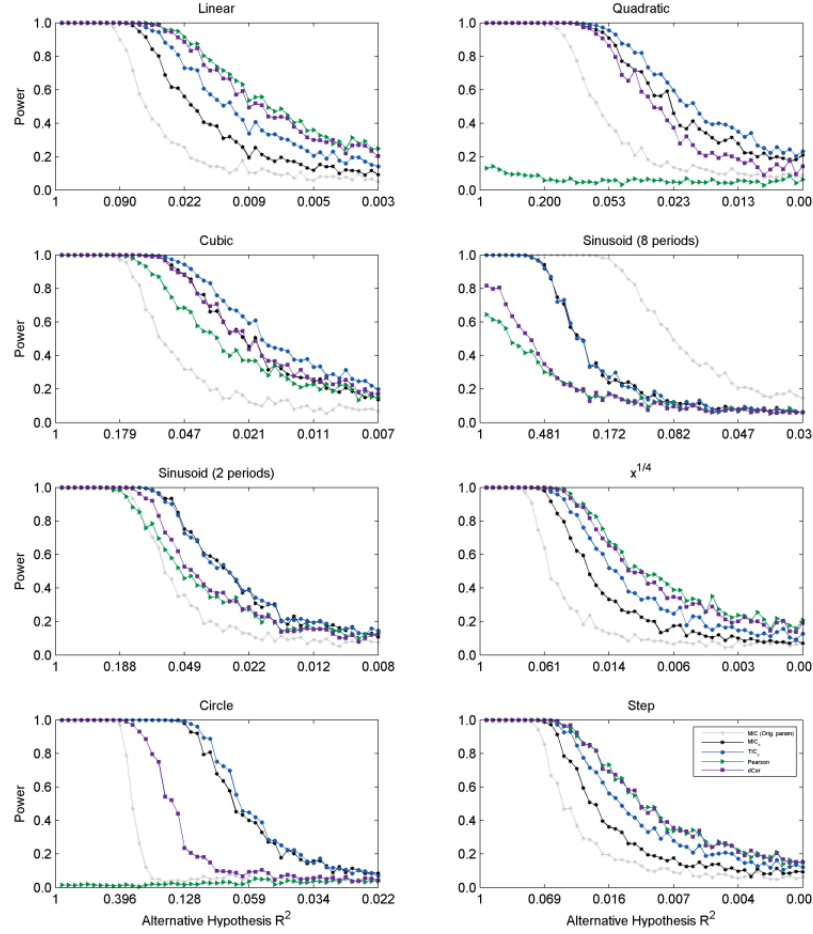 Linear
Power
1.0
0.8
0.6
0.4
0.2
0.0
1 0.090 0.022 0.009 0.005 0.003
Quadratic
1.0
0.8
0.6
0.4
0.2
0.0
1 0.200 0.053 0.023 0.013 0.00
Cubic
Power
1.0
0.8
0.6
0.4
0.2
0.0
1 0.179 0.047 0.021 0.011 0.007
Sinusoid (8 periods)
1.0
0.8
0.6
0.4
0.2
0.0
1 0.481 0.172 0.082 0.047 0.03
Sinusoid (2 periods)
Power
1.0
0.8
0.6
0.4
0.2
0.0
1 0.188 0.049 0.022 0.012 0.008
x^1/4
1.0
0.8
0.6
0.4
0.2
0.0
1 0.061 0.014 0.006 0.003 0.00
Circle
Power
1.0
0.8
0.6
0.4
0.2
0.0
1 0.396 0.128 0.059 0.034 0.022
Alternative Hypothesis R^2
Step
1.0
0.8
0.6
0.4
0.2
0.0
MIC (Orig. param)
MIC_e
TIC_e
Pearson
dCor
1 0.069 0.016 0.007 0.003 0.00
Alternative Hypothesis R^2